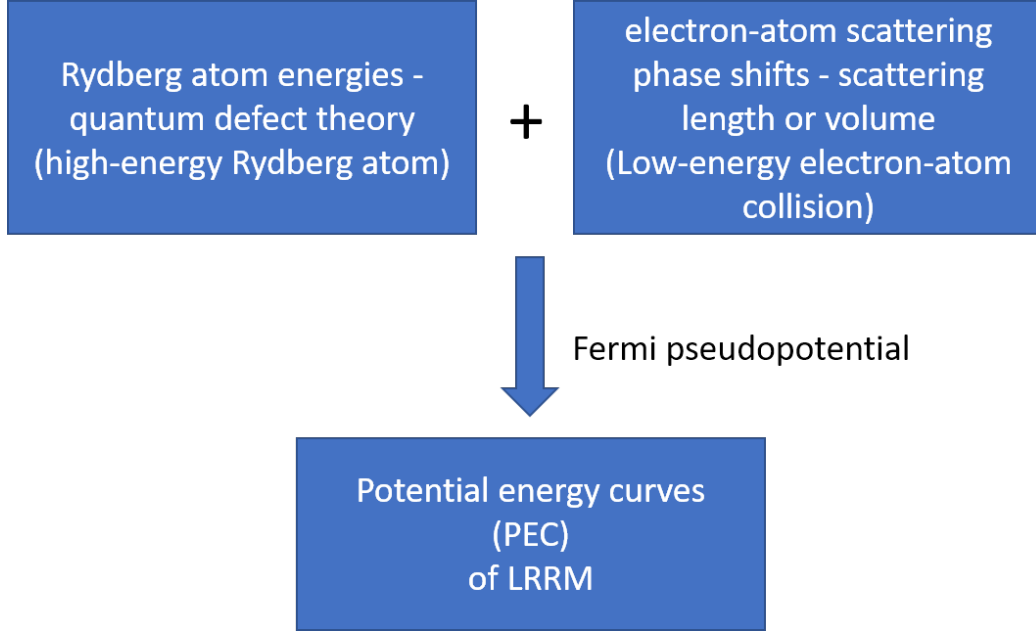 Rydberg atom energies -
quantum defect theory
(high-energy Rydberg atom)
+
electron-atom scattering
phase shifts - scattering
length or volume
(Low-energy electron-atom
collision)
Fermi pseudopotential
Potential energy curves
(PEC)
of LRRM